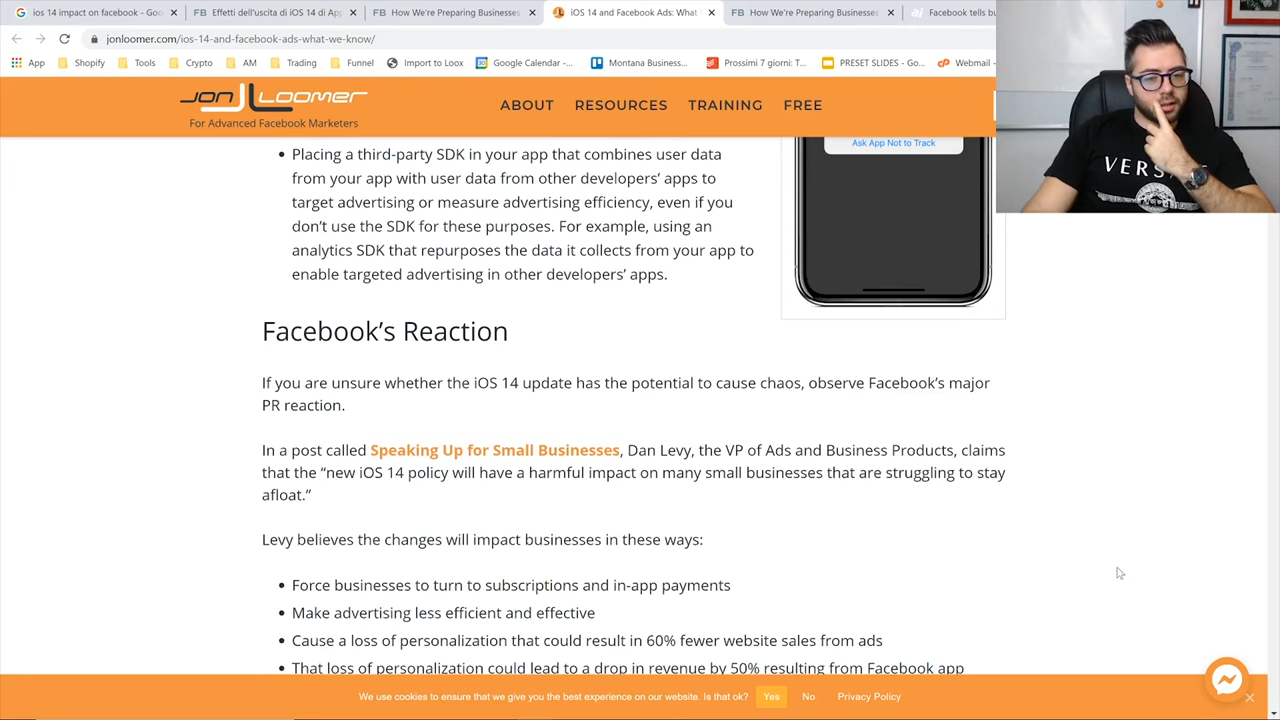 ios 14 impact on facebook - Goo
Effetti dell'uscita di iOS 14 di App
How We're Preparing Businesses
iOS 14 and Facebook Ads: What
How We're Preparing Businesses
Facebook tells bu
jonloomer.com/ios-14-and-facebook-ads-what-we-know/
App Shopify Tools Crypto AM Trading Funnel Import to Loox Google Calendar -... Montana Business... Prossimi 7 giorni: T... PRESET SLIDES - Go... Webmail -
JON LOOMER
For Advanced Facebook Marketers
ABOUT RESOURCES TRAINING FREE
Ask App Not to Track
• Placing a third-party SDK in your app that combines user data
from your app with user data from other developers’ apps to
target advertising or measure advertising efficiency, even if you
don’t use the SDK for these purposes. For example, using an
analytics SDK that repurposes the data it collects from your app to
enable targeted advertising in other developers’ apps.
Facebook’s Reaction
If you are unsure whether the iOS 14 update has the potential to cause chaos, observe Facebook’s major
PR reaction.
In a post called Speaking Up for Small Businesses, Dan Levy, the VP of Ads and Business Products, claims
that the “new iOS 14 policy will have a harmful impact on many small businesses that are struggling to stay
afloat.”
Levy believes the changes will impact businesses in these ways:
• Force businesses to turn to subscriptions and in-app payments
• Make advertising less efficient and effective
• Cause a loss of personalization that could result in 60% fewer website sales from ads
• That loss of personalization could lead to a drop in revenue by 50% resulting from Facebook app
We use cookies to ensure that we give you the best experience on our website. Is that ok? Yes No Privacy Policy